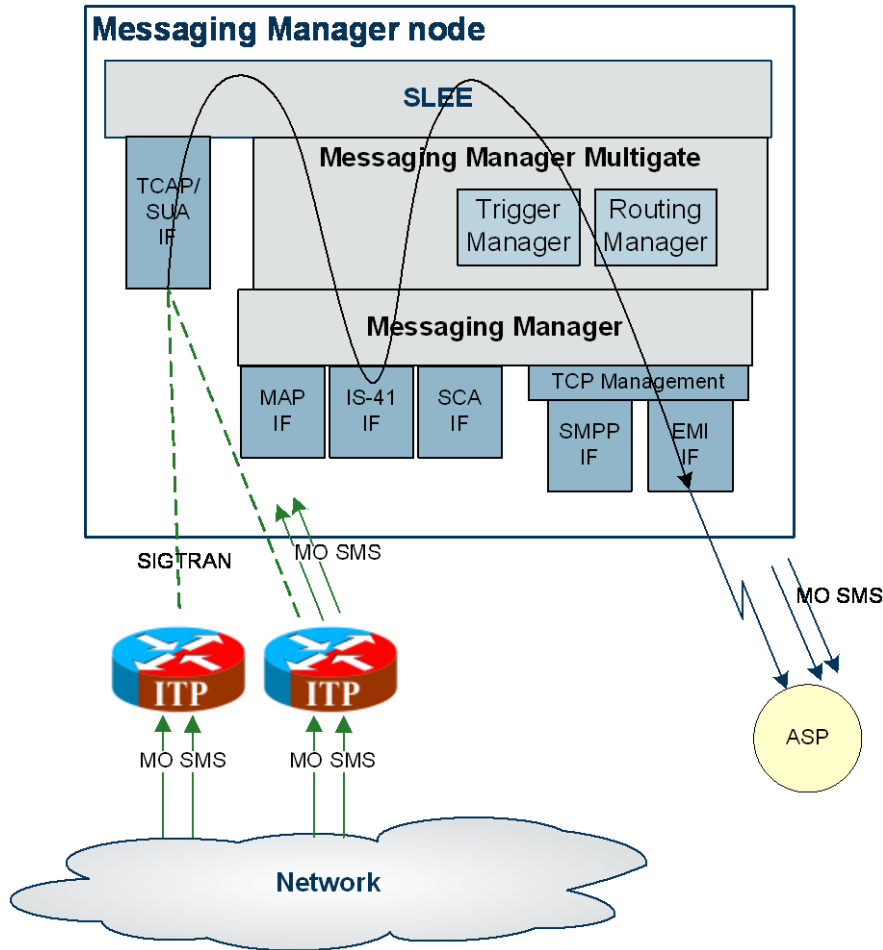 Messaging Manager node
SLEE
Messaging Manager Multigate
TCAP/
SUA
IF
Trigger
Manager
Routing
Manager
Messaging Manager
MAP
IF
IS-41
IF
SCA
IF
TCP Management
SMPP
IF
EMI
IF
SIGTRAN
MO SMS
MO SMS
ITP
ITP
ASP
MO SMS
MO SMS
Network